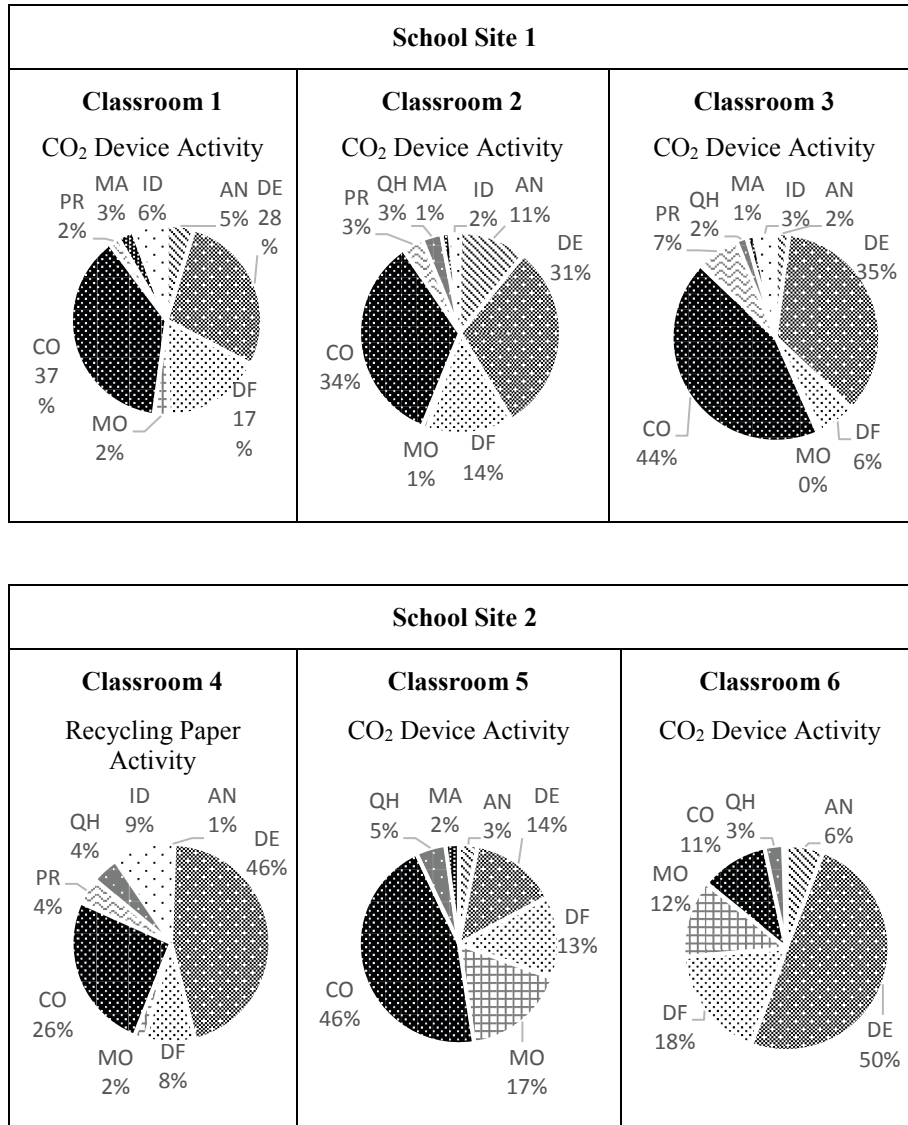 School Site 1
Classroom 1
CO₂ Device Activity
PR
2%
MA
3%
ID
6%
AN
5%
DE
28
%
CO
37
%
MO
2%
DF
17
%
Classroom 2
CO₂ Device Activity
PR
3%
QH
3%
MA
1%
ID
2%
AN
11%
DE
31%
CO
34%
MO
1%
DF
14%
Classroom 3
CO₂ Device Activity
PR
7%
QH
2%
MA
1%
ID
3%
AN
2%
DE
35%
CO
44%
MO
0%
DF
6%
School Site 2
Classroom 4
Recycling Paper
Activity
PR
4%
QH
4%
ID
9%
AN
1%
DE
46%
CO
26%
MO
2%
DF
8%
Classroom 5
CO₂ Device Activity
QH
5%
MA
2%
AN
3%
DE
14%
DF
13%
CO
46%
MO
17%
Classroom 6
CO₂ Device Activity
CO
11%
QH
3%
AN
6%
MO
12%
DF
18%
DE
50%